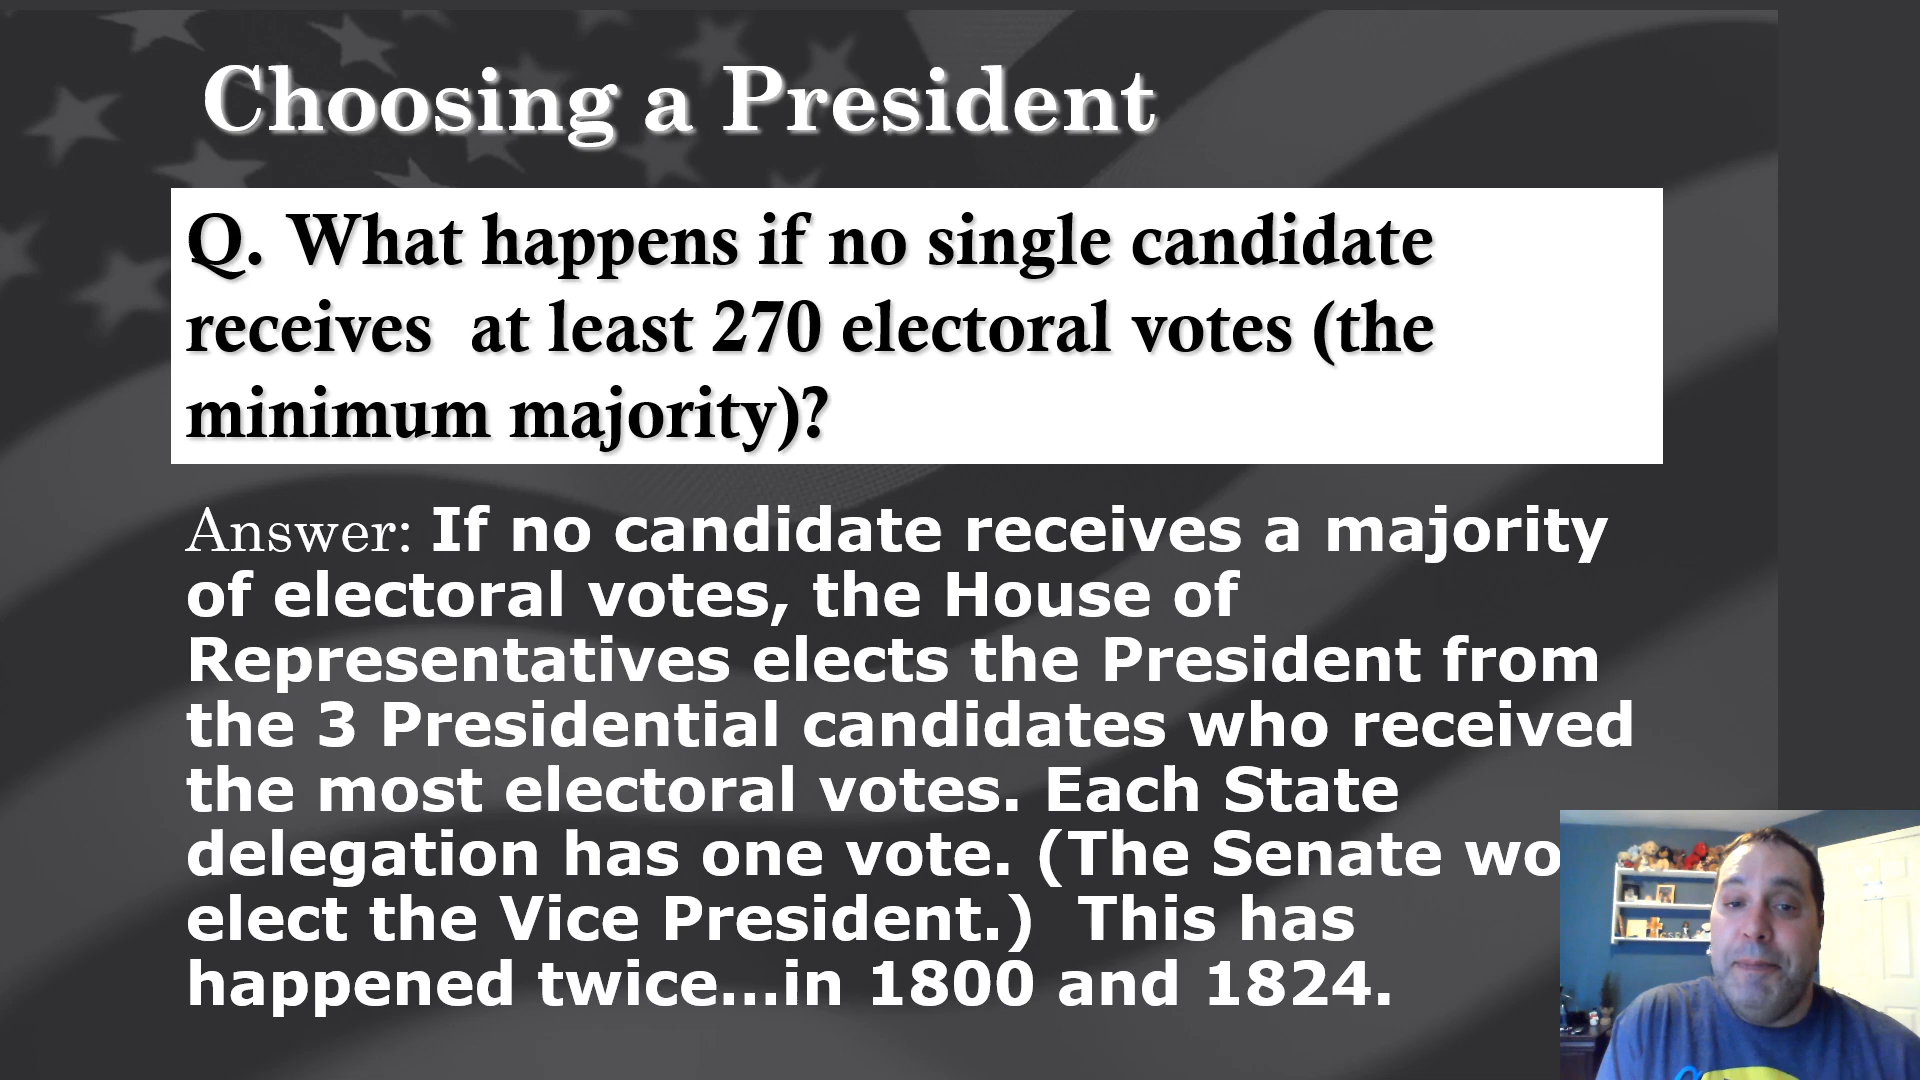 Choosing a President
Q. What happens if no single candidate
receives  at least 270 electoral votes (the
minimum majority)?
Answer: If no candidate receives a majority
of electoral votes, the House of
Representatives elects the President from
the 3 Presidential candidates who received
the most electoral votes. Each State
delegation has one vote. (The Senate wo
elect the Vice President.)  This has
happened twice...in 1800 and 1824.